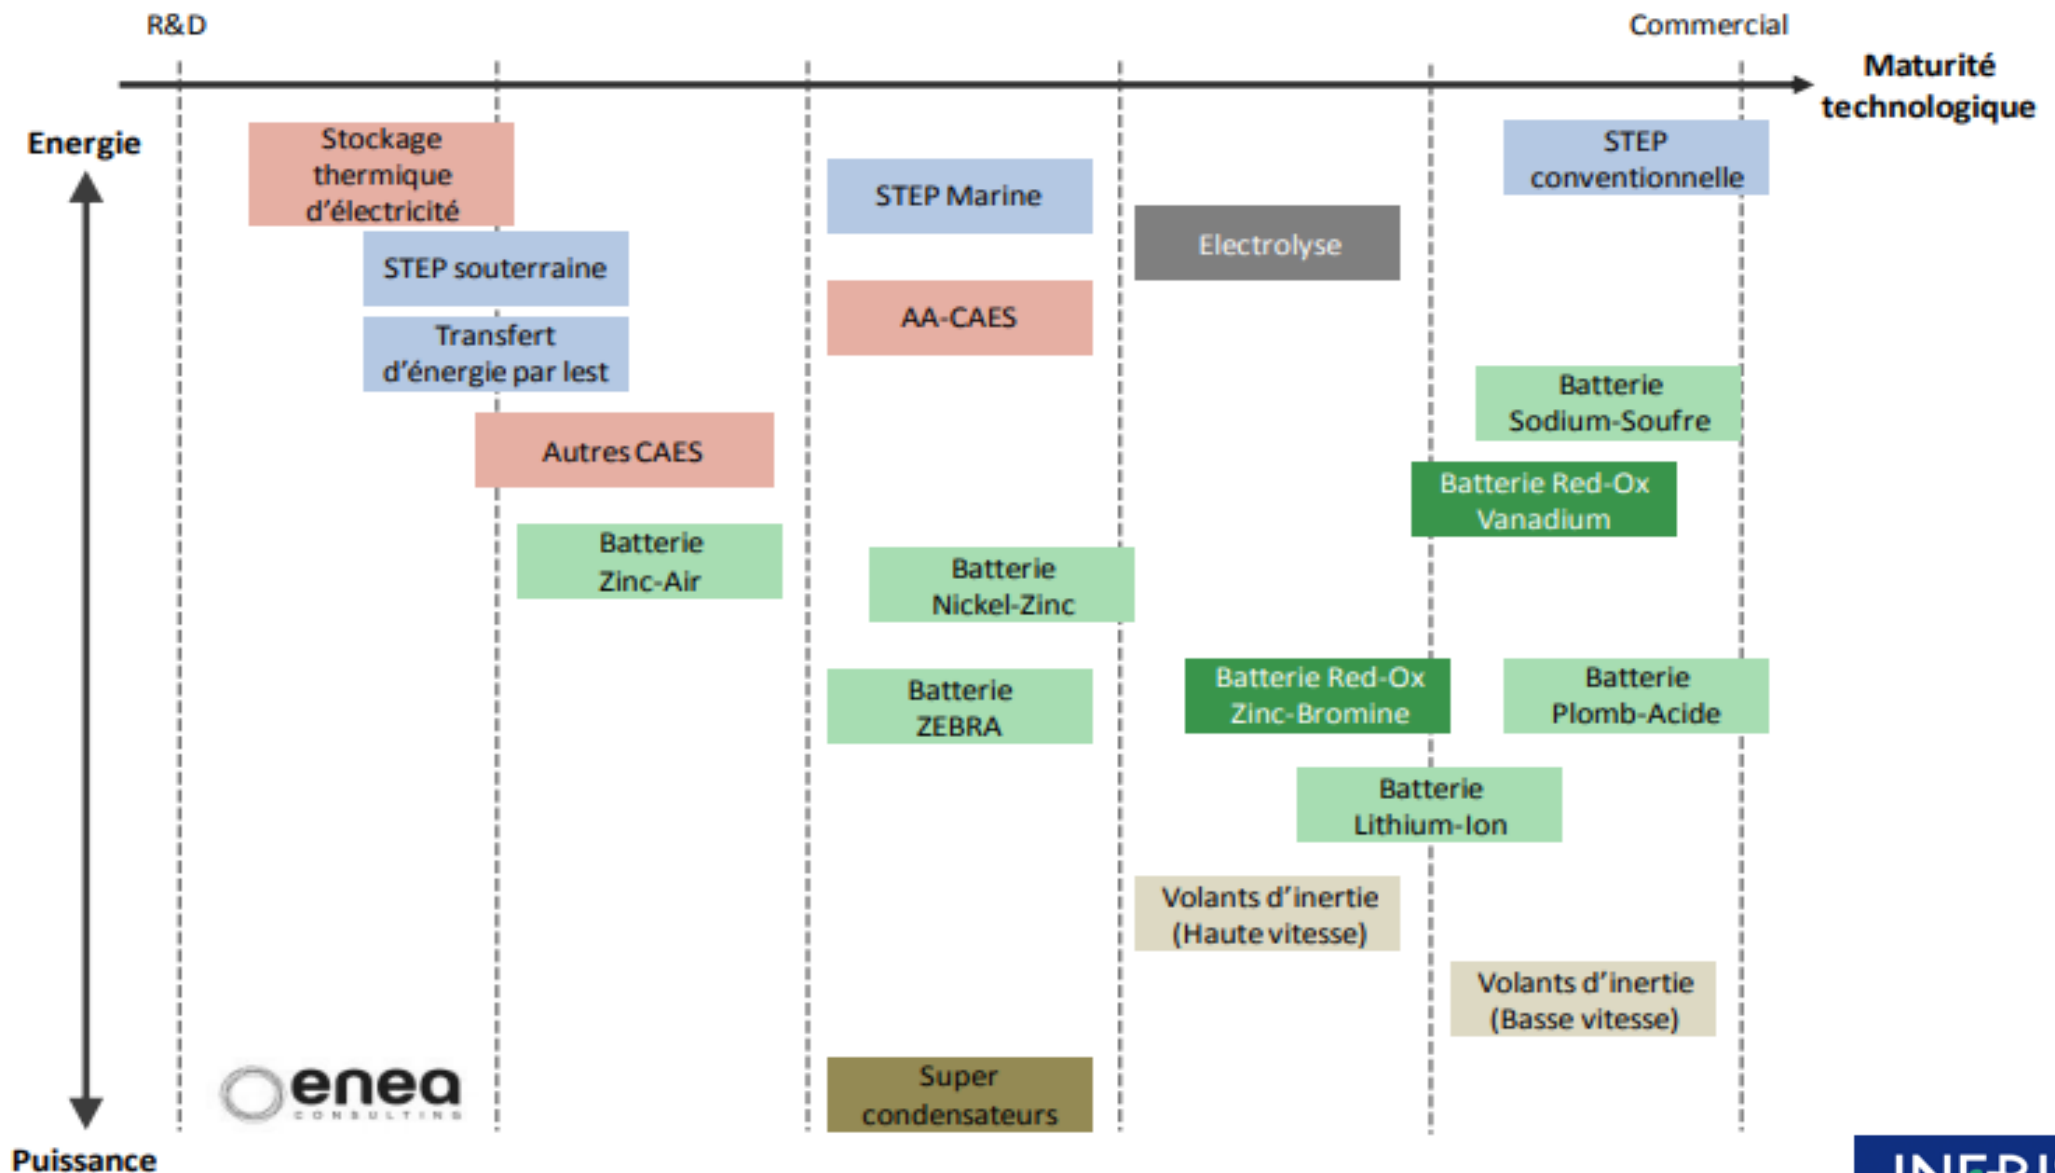 R&D
Commercial
Maturité
technologique
Energie
Stockage
thermique
d'électricité
STEP
conventionnelle
STEP Marine
Electrolyse
STEP souterraine
AA-CAES
Transfert
d'énergie par lest
Batterie
Sodium-Soufre
Autres CAES
Batterie Red-Ox
Vanadium
Batterie
Zinc-Air
Batterie
Nickel-Zinc
Batterie
ZEBRA
Batterie Red-Ox
Zinc-Bromine
Batterie
Plomb-Acide
Batterie
Lithium-Ion
Volants d'inertie
(Haute vitesse)
Volants d'inertie
(Basse vitesse)
Super
condensateurs
enea
CONSULTING
Puissance